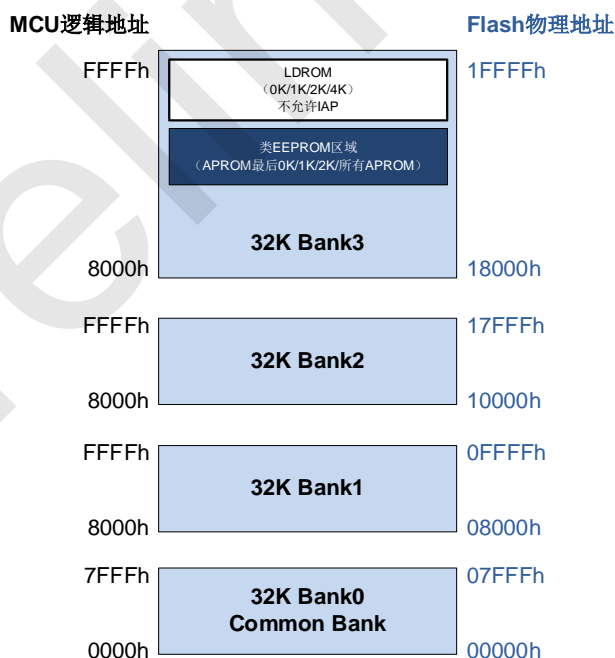 MCU逻辑地址 Flash物理地址
FFFFh 1FFFFh
LDROM
（0K/1K/2K/4K）
不允许IAP
类EEPROM区域
（APROM最后0K/1K/2K/所有APROM）
32K Bank3
8000h 18000h
FFFFh 17FFFh
32K Bank2
8000h 10000h
FFFFh 0FFFFh
32K Bank1
8000h 08000h
7FFFh 07FFFh
32K Bank0
Common Bank
0000h 00000h